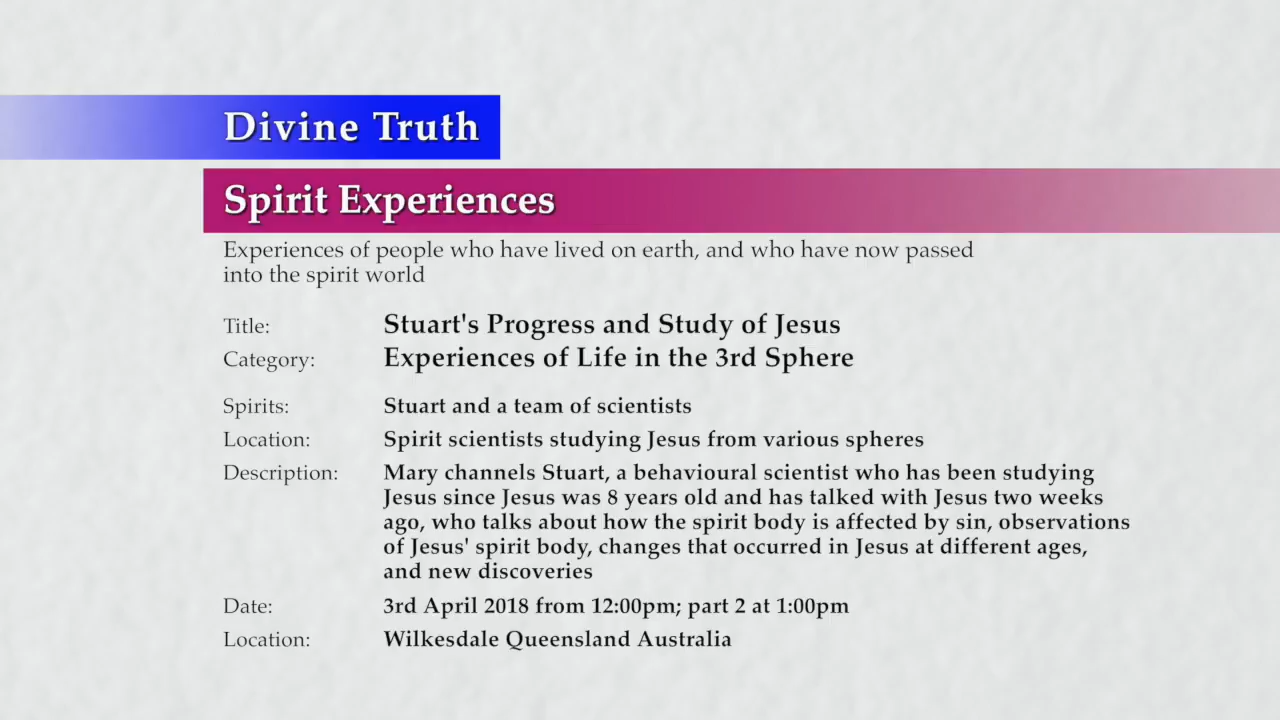 Divine Truth
Spirit Experiences
Experiences of people who have lived on earth, and who have now passed
into the spirit world
Title: Stuart's Progress and Study of Jesus
Category: Experiences of Life in the 3rd Sphere
Spirits: Stuart and a team of scientists
Location: Spirit scientists studying Jesus from various spheres
Description: Mary channels Stuart, a behavioural scientist who has been studying
Jesus since Jesus was 8 years old and has talked with Jesus two weeks
ago, who talks about how the spirit body is affected by sin, observations
of Jesus' spirit body, changes that occurred in Jesus at different ages,
and new discoveries
Date: 3rd April 2018 from 12:00pm; part 2 at 1:00pm
Location: Wilkesdale Queensland Australia